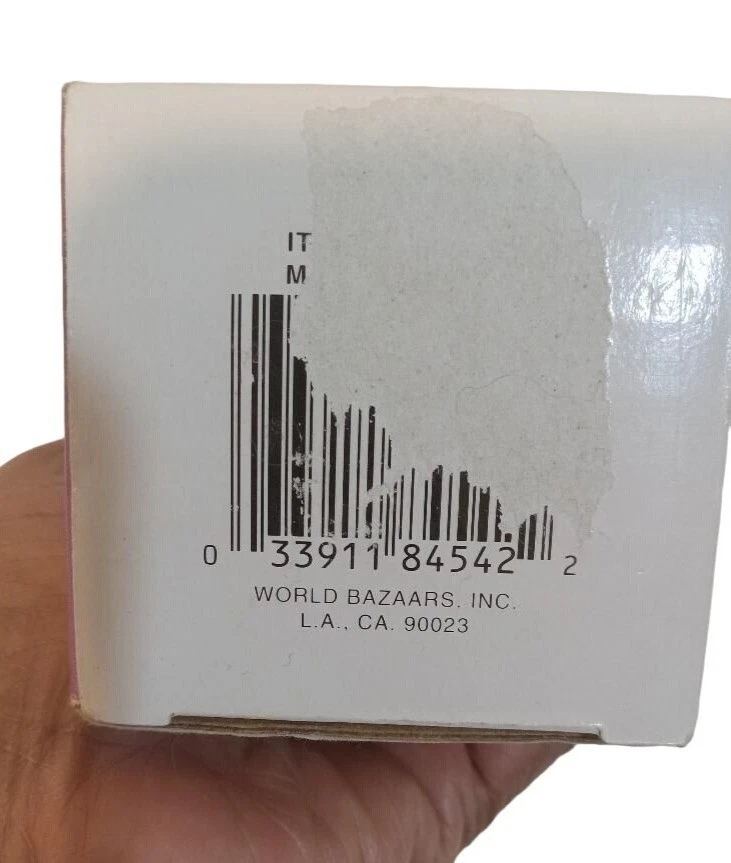 IT
M
0 33911 84542 2
WORLD BAZAARS, INC.
L.A., CA. 90023